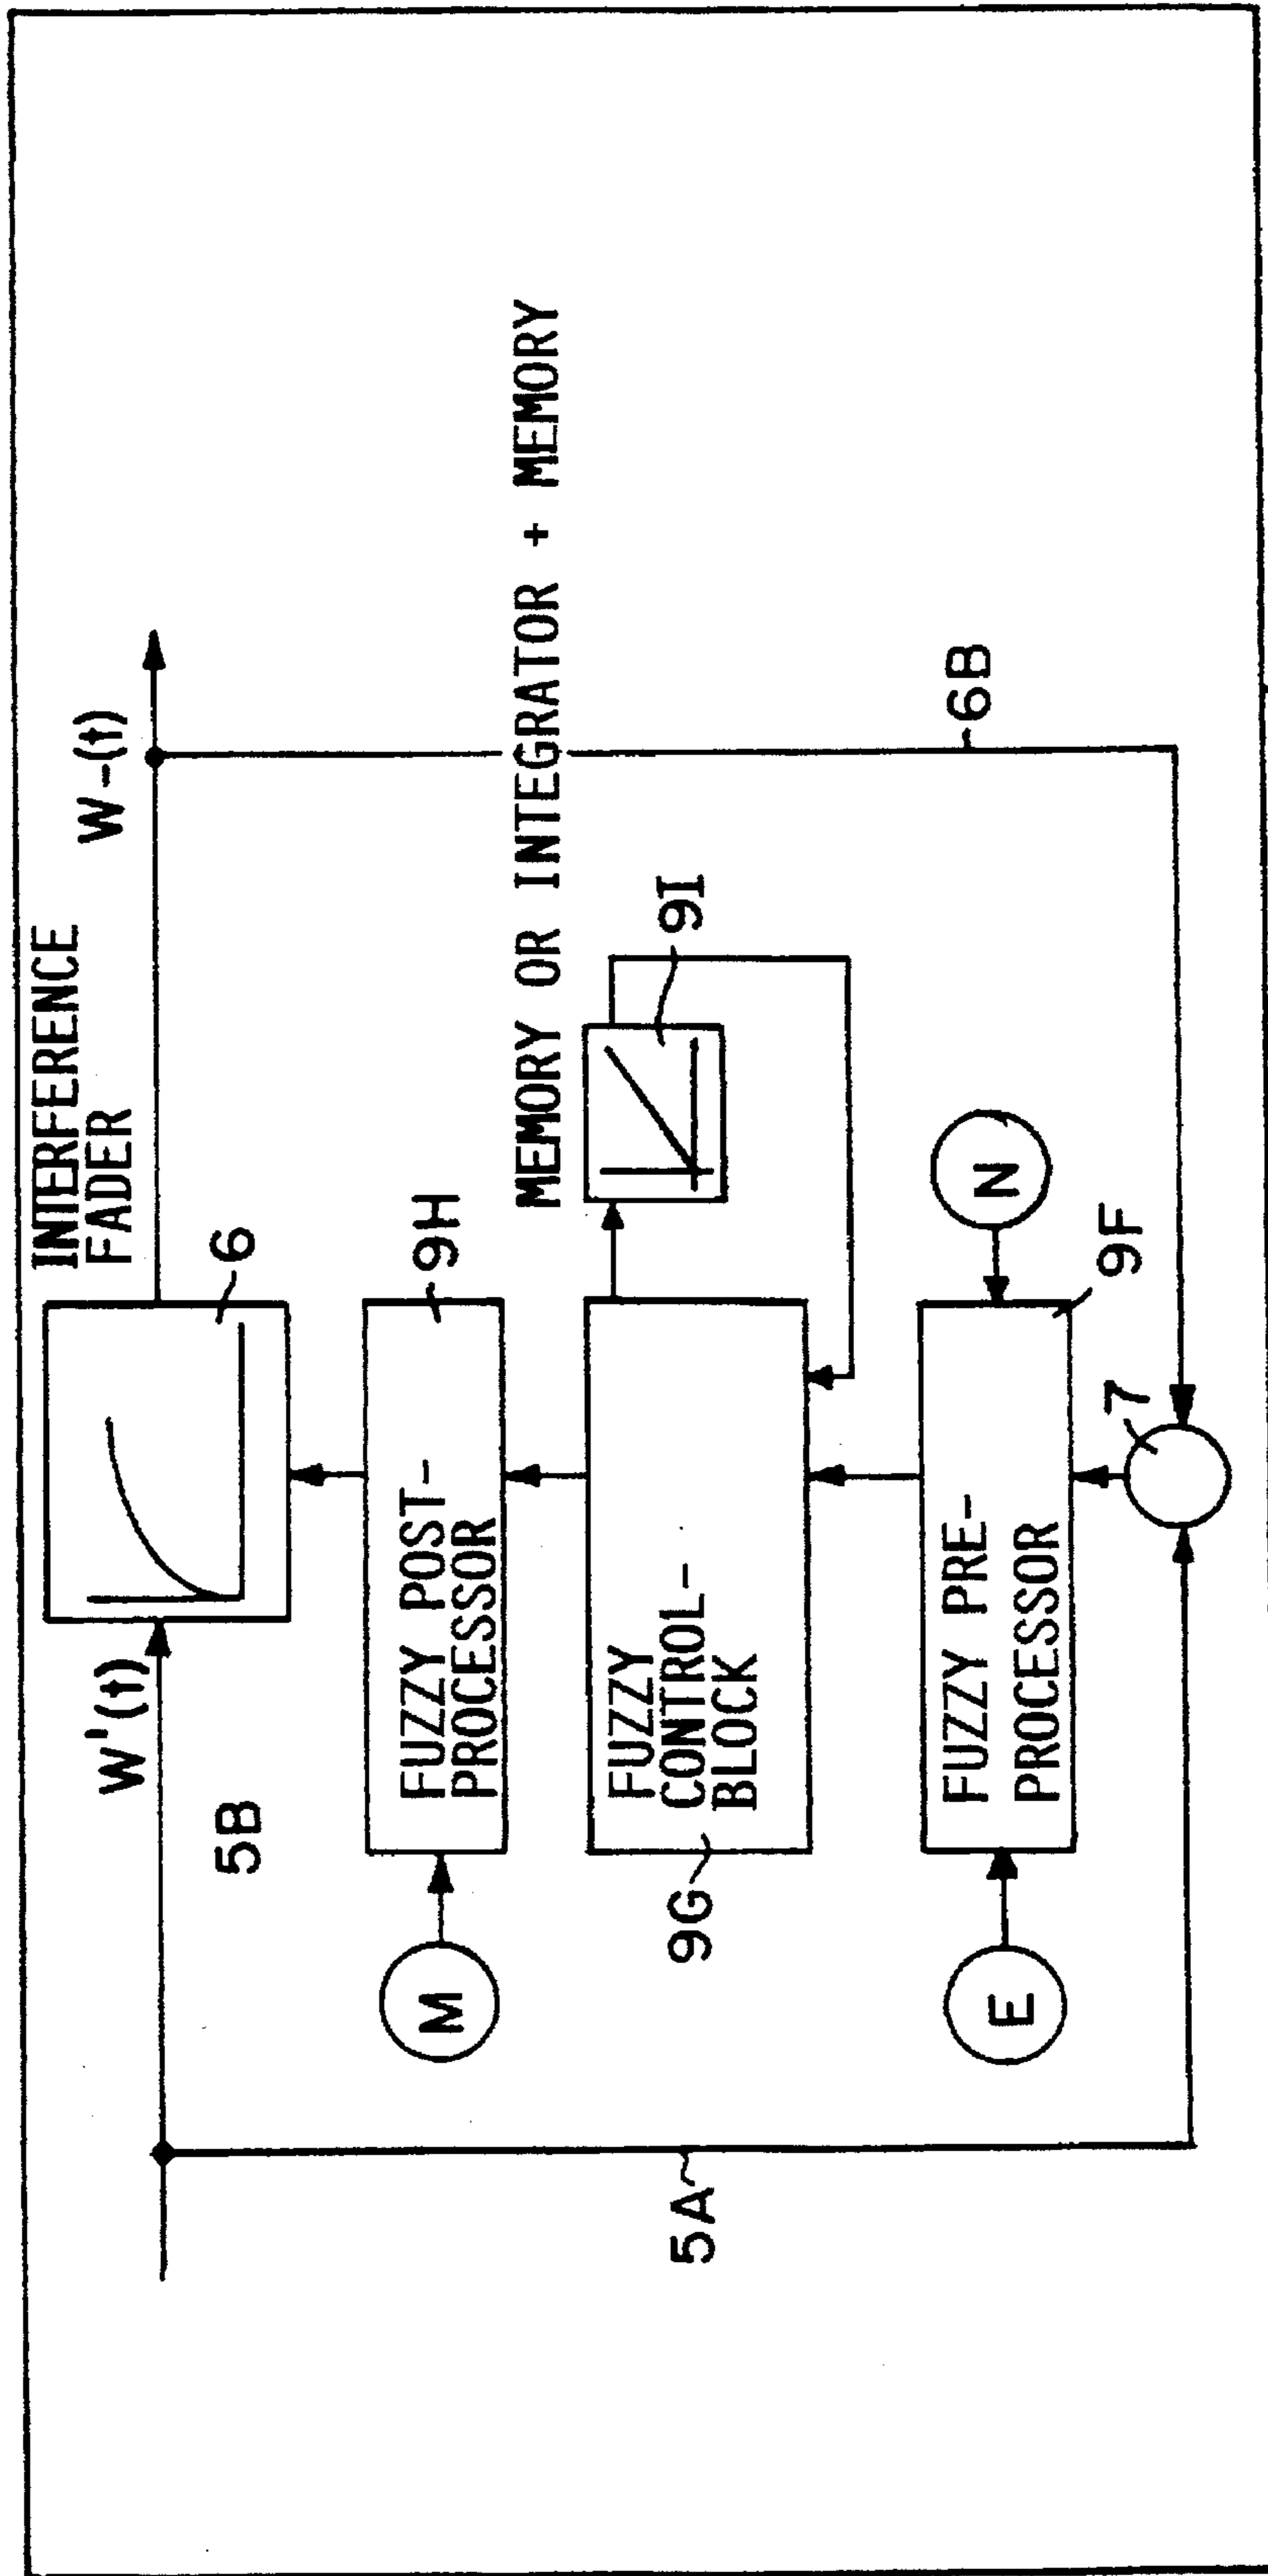 INTERFERENCE
FADER
W'(t)
W-(t)
6
5B
FUZZY POST-
PROCESSOR
9H
M
MEMORY OR INTEGRATOR + MEMORY
9I
FUZZY
CONTROL-
BLOCK
9G
5A
6B
FUZZY PRE-
PROCESSOR
9F
N
E
7